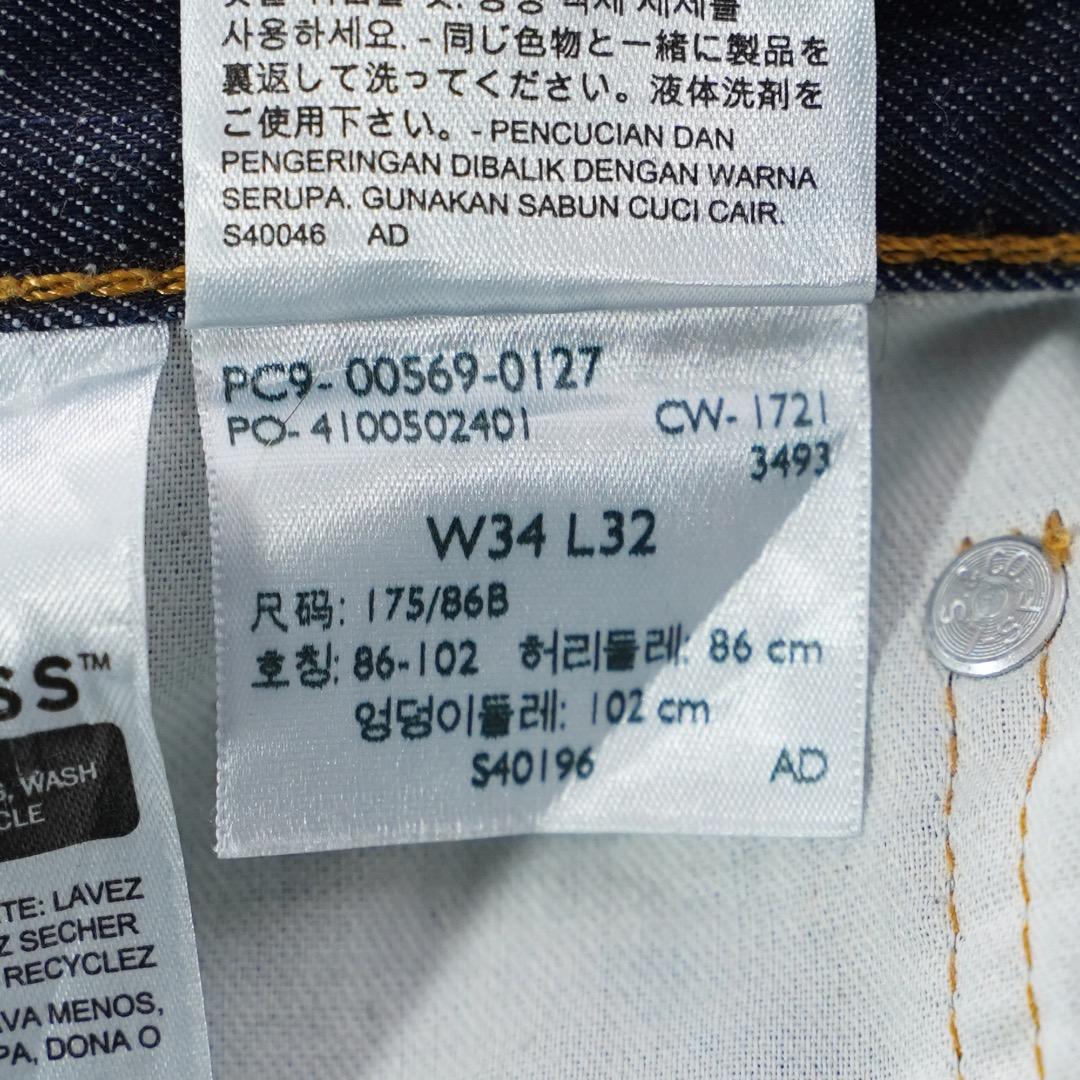 사용하세요. - 同じ色物と一緒に製品を
裏返して洗ってください。液体洗剤を
ご使用下さい。- PENCUCIAN DAN
PENGERINGAN DIBALIK DENGAN WARNA
SERUPA. GUNAKAN SABUN CUCI CAIR.
S40046 AD
PC9- 00569-0127
PO- 4100502401 CW- 1721
3493
W34 L32
尺码: 175/86B
호칭: 86-102 허리둘레: 86 cm
엉덩이둘레: 102 cm
S40196 AD
SS™
WASH
CLE
TE: LAVEZ
Z SECHER
RECYCLEZ
AVA MENOS,
PA, DONA O